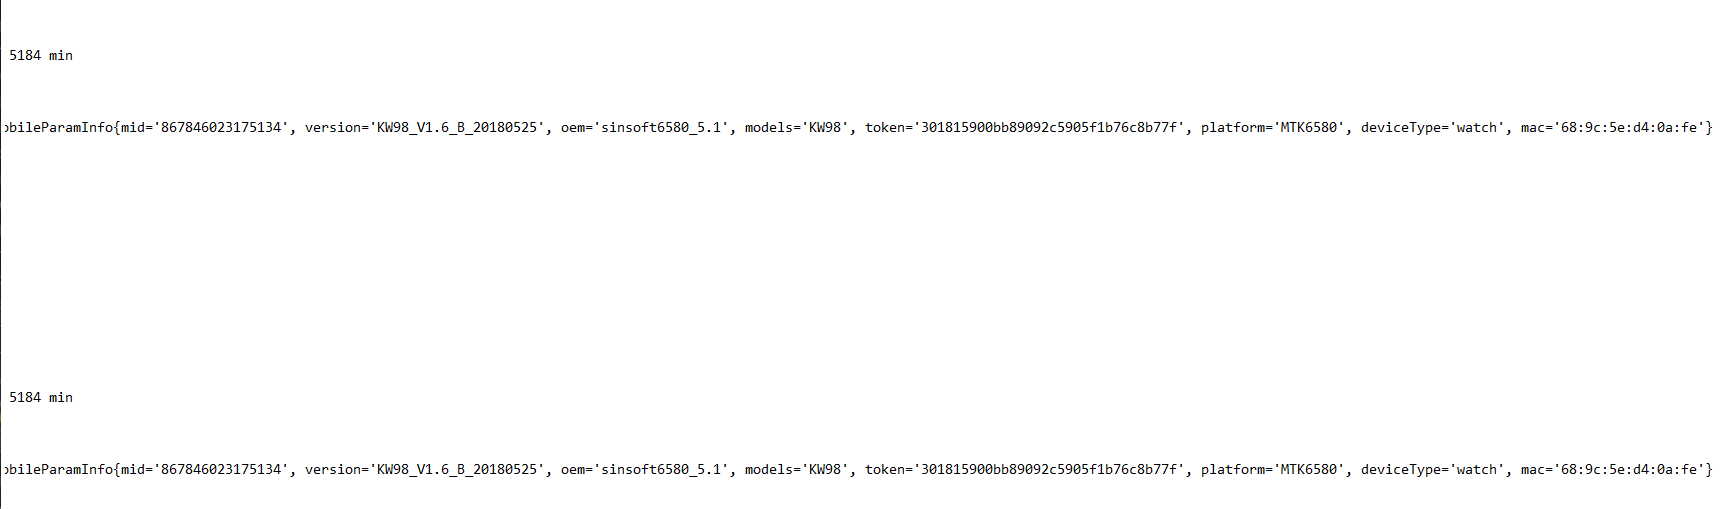 5184 min
obileParamInfo{mid='867846023175134', version='KW98_V1.6_B_20180525', oem='sinsoft6580_5.1', models='KW98', token='301815900bb89092c5905f1b76c8b77f', platform='MTK6580', deviceType='watch', mac='68:9c:5e:d4:0a:fe'}
5184 min
obileParamInfo{mid='867846023175134', version='KW98_V1.6_B_20180525', oem='sinsoft6580_5.1', models='KW98', token='301815900bb89092c5905f1b76c8b77f', platform='MTK6580', deviceType='watch', mac='68:9c:5e:d4:0a:fe'}